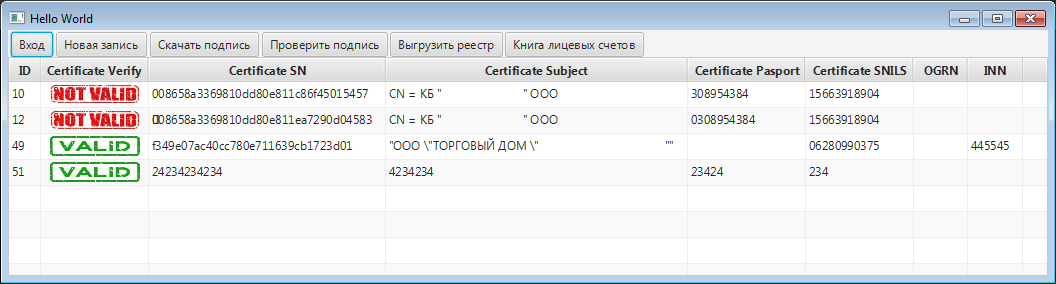 Hello World
Вход Новая запись Скачать подпись Проверить подпись Выгрузить реестр Книга лицевых счетов
ID Certificate Verify Certificate SN Certificate Subject Certificate Pasport Certificate SNILS OGRN INN
10 NOT VALID 008658a3369810dd80e811c86f45015457 CN = КБ " " ООО 308954384 15663918904
12 NOT VALID 008658a3369810dd80e811ea7290d04583 CN = КБ " " ООО 0308954384 15663918904
49 VALiD f349e07ac40cc780e711639cb1723d01 "ООО \"ТОРГОВЫЙ ДОМ \" "" 06280990375 445545
51 VALiD 24234234234 4234234 23424 234